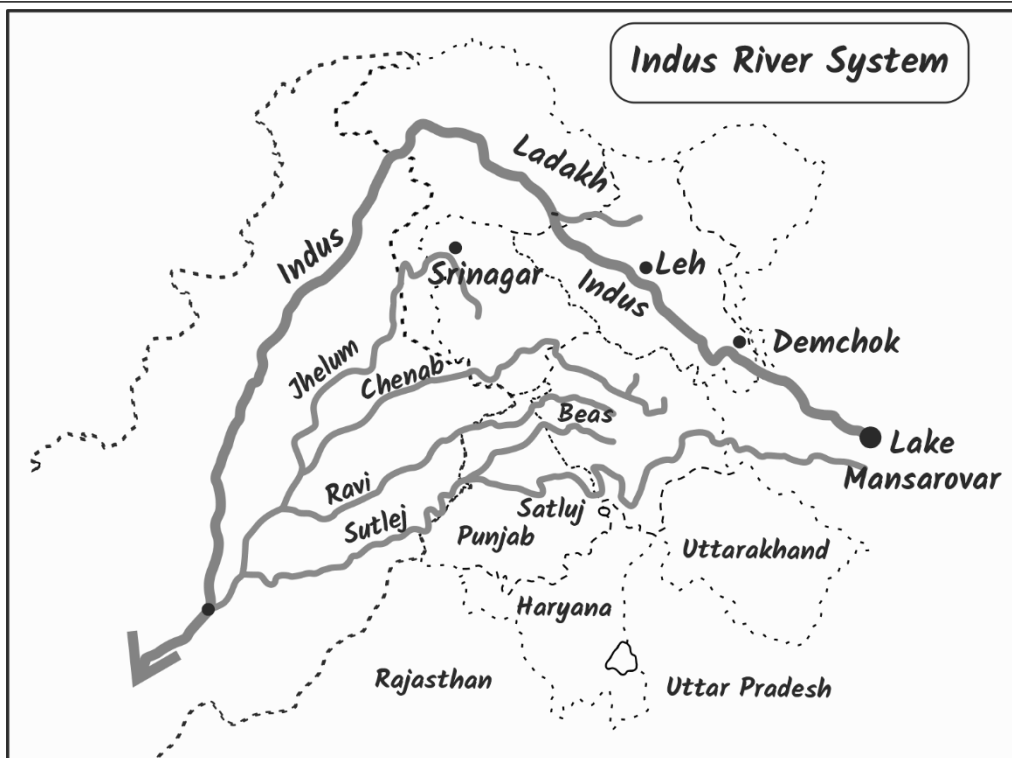 Indus River System
Ladakh
Indus
Srinagar
Leh
Indus
Demchok
Jhelum
Chenab
Beas
Lake
Mansarovar
Ravi
Sutlej
Satluj
Punjab
Uttarakhand
Haryana
Rajasthan
Uttar Pradesh